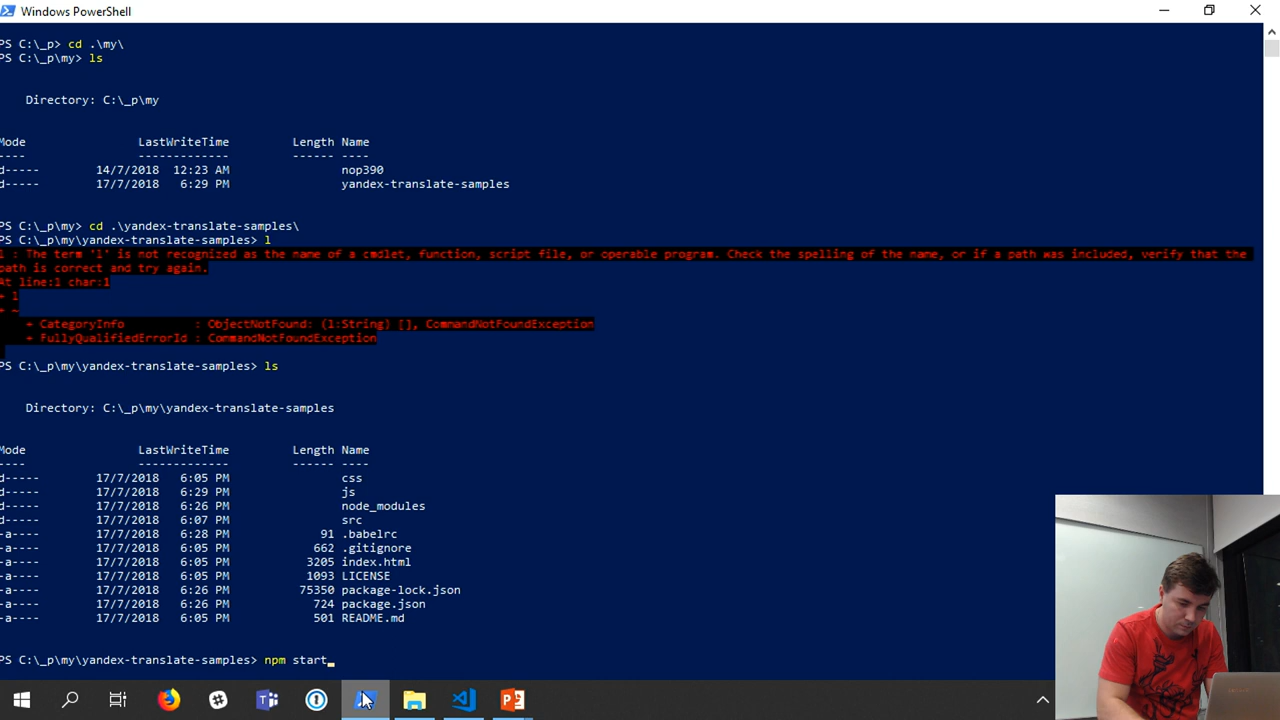 Windows PowerShell
PS C:\_p> cd .\my\
PS C:\_p\my> ls
Directory: C:\_p\my
Mode LastWriteTime Length Name
---- ------------- ------ ----
d----- 14/7/2018 12:23 AM nop390
d----- 17/7/2018 6:29 PM yandex-translate-samples
PS C:\_p\my> cd .\yandex-translate-samples\
PS C:\_p\my\yandex-translate-samples> l
l : The term 'l' is not recognized as the name of a cmdlet, function, script file, or operable program. Check the spelling of the name, or if a path was included, verify that the
path is correct and try again.
At line:1 char:1
+ l
+ ~
+ CategoryInfo : ObjectNotFound: (l:String) [], CommandNotFoundException
+ FullyQualifiedErrorId : CommandNotFoundException
PS C:\_p\my\yandex-translate-samples> ls
Directory: C:\_p\my\yandex-translate-samples
Mode LastWriteTime Length Name
---- ------------- ------ ----
d----- 17/7/2018 6:05 PM css
d----- 17/7/2018 6:29 PM js
d----- 17/7/2018 6:26 PM node_modules
d----- 17/7/2018 6:07 PM src
-a---- 17/7/2018 6:28 PM 91 .babelrc
-a---- 17/7/2018 6:05 PM 662 .gitignore
-a---- 17/7/2018 6:05 PM 3205 index.html
-a---- 17/7/2018 6:05 PM 1093 LICENSE
-a---- 17/7/2018 6:26 PM 75350 package-lock.json
-a---- 17/7/2018 6:26 PM 724 package.json
-a---- 17/7/2018 6:05 PM 501 README.md
PS C:\_p\my\yandex-translate-samples> npm start_